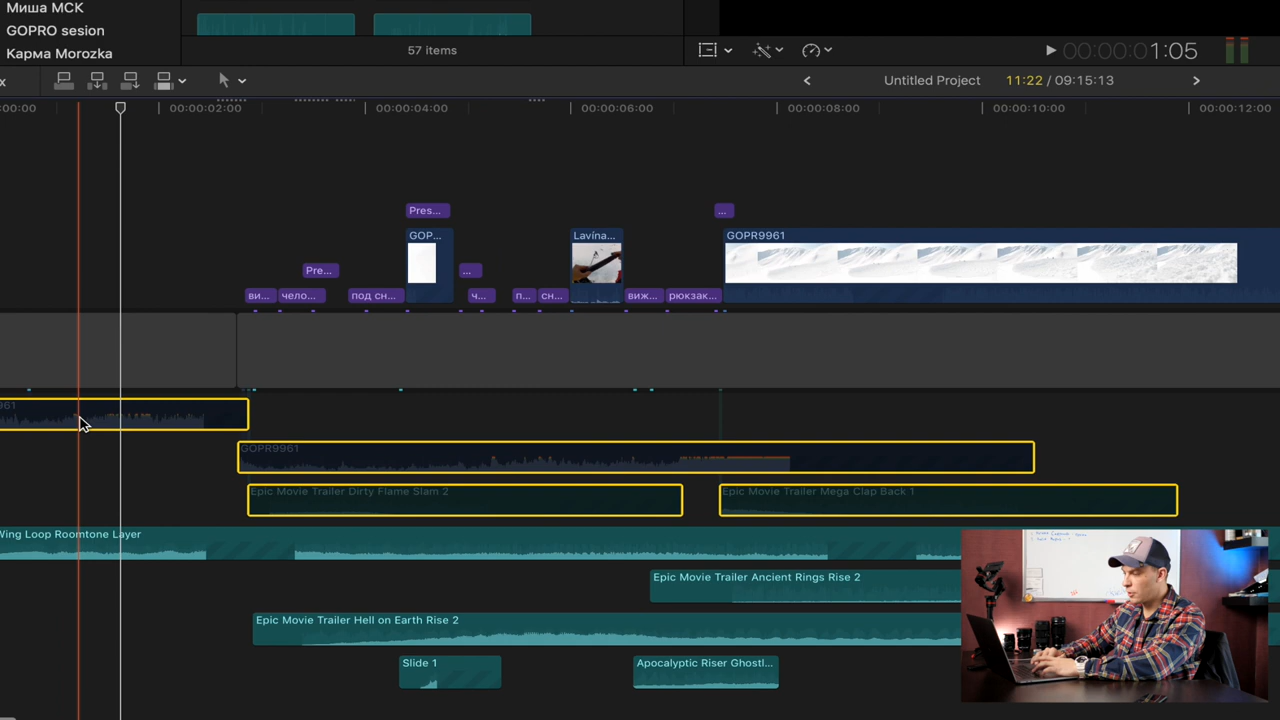 Миша МСК
GOPRO sesion
Карма Morozka
57 items
00:00:01:05
x
Untitled Project
11:22 / 09:15:13
00:00
00:00:02:00
00:00:04:00
00:00:06:00
00:00:08:00
00:00:10:00
00:00:12:00
Pres...
...
GOP...
Lavina...
GOPR9961
Pre...
...
ви...
чело...
под сн...
ч...
п...
сн...
виж...
рюкзак...
961
GOPR9961
Epic Movie Trailer Dirty Flame Slam 2
Epic Movie Trailer Mega Clap Back 1
Wing Loop Roomtone Layer
Epic Movie Trailer Ancient Rings Rise 2
Epic Movie Trailer Hell on Earth Rise 2
Slide 1
Apocalyptic Riser Ghostl...